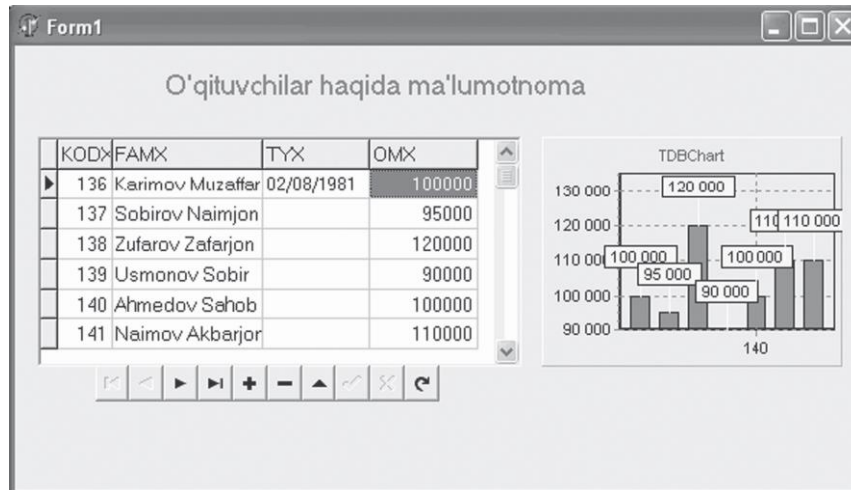 Form1
O'qituvchilar haqida ma'lumotnoma
KODX FAMX TYX OMX
136 Karimov Muzaffar 02/08/1981 100000
137 Sobirov Naimjon 95000
138 Zufarov Zafarjon 120000
139 Usmonov Sobir 90000
140 Ahmedov Sahob 100000
141 Naimov Akbarjon 110000
TDBChart
130 000
120 000
110 000
100 000
90 000
120 000
110 000
100 000
100 000
95 000
90 000
140